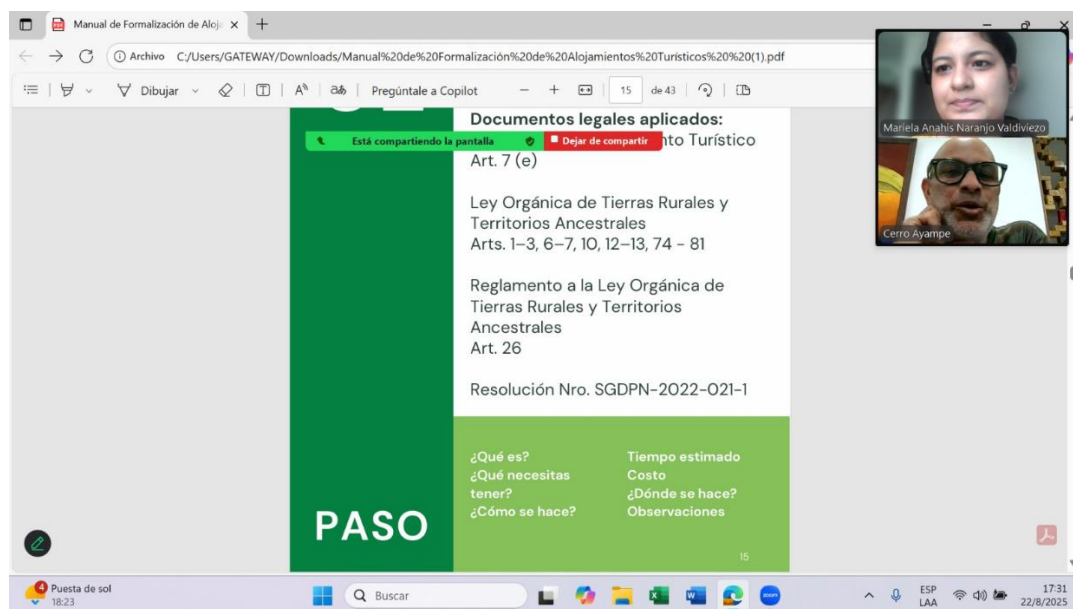 Manual de Formalización de Aloja
Archivo C:/Users/GATEWAY/Downloads/Manual%20de%20Formalización%20de%20Alojamientos%20Turísticos%20%20(1).pdf
Dibujar
Pregúntale a Copilot
15 de 43
Documentos legales aplicados:
Está compartiendo la pantalla
Dejar de compartir
nto Turístico
Art. 7 (e)
Ley Orgánica de Tierras Rurales y
Territorios Ancestrales
Arts. 1–3, 6–7, 10, 12–13, 74 - 81
Reglamento a la Ley Orgánica de
Tierras Rurales y Territorios
Ancestrales
Art. 26
Resolución Nro. SGDPN-2022-021-1
¿Qué es?
¿Qué necesitas
tener?
¿Cómo se hace?
Tiempo estimado
Costo
¿Dónde se hace?
Observaciones
PASO
15
Mariela Anahis Naranjo Valdiviezo
Cerro Ayampe
4
Puesta de sol
18:23
Buscar
zoom
ESP
LAA
17:31
22/8/2025